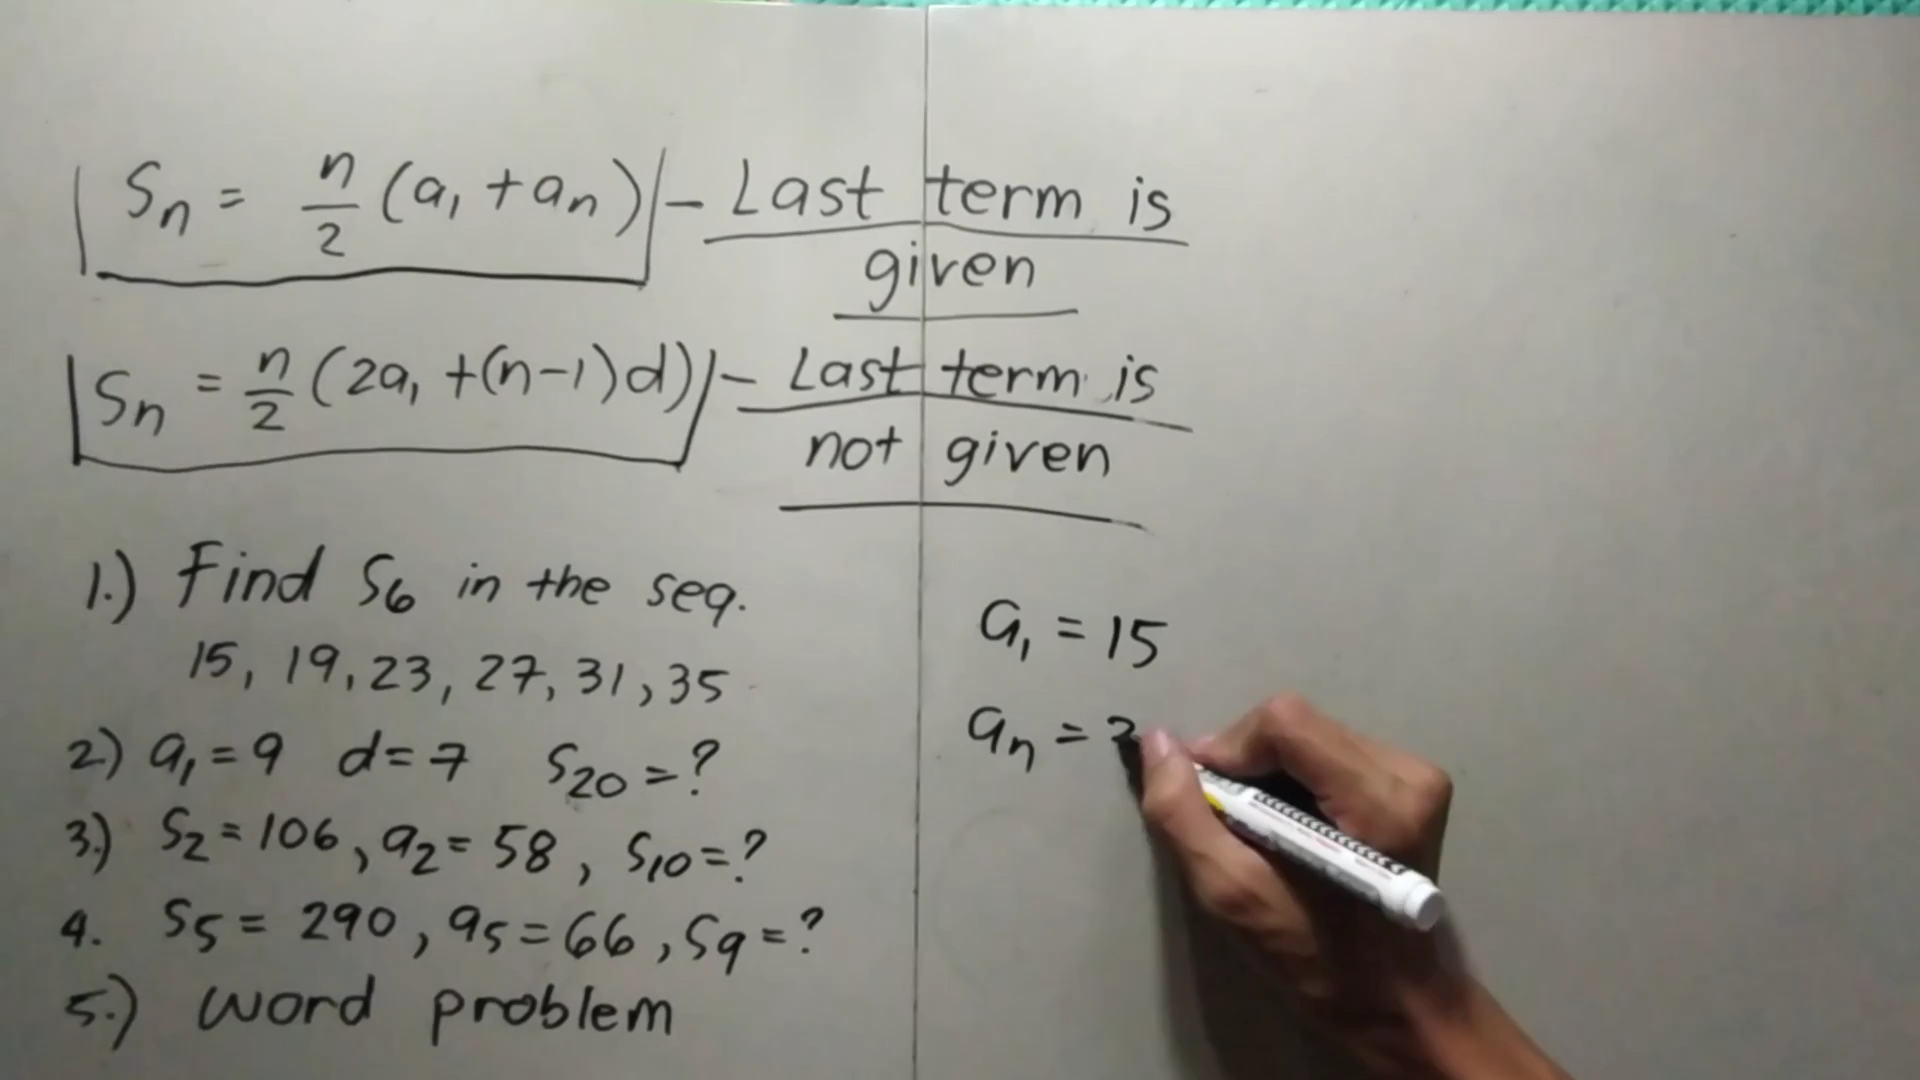 Sn = n/2 (a₁ + an) - Last term is
given
Sn = n/2 (2a₁ + (n-1)d) - Last term is
not given
1.) Find S₆ in the seq.
15, 19, 23, 27, 31, 35
2) a₁ = 9 d = 7 S₂₀ = ?
3.) S₂ = 106, a₂ = 58, S₁₀ = ?
4. S₅ = 290, a₅ = 66, S₉ = ?
5.) word problem
a₁ = 15
an = 3